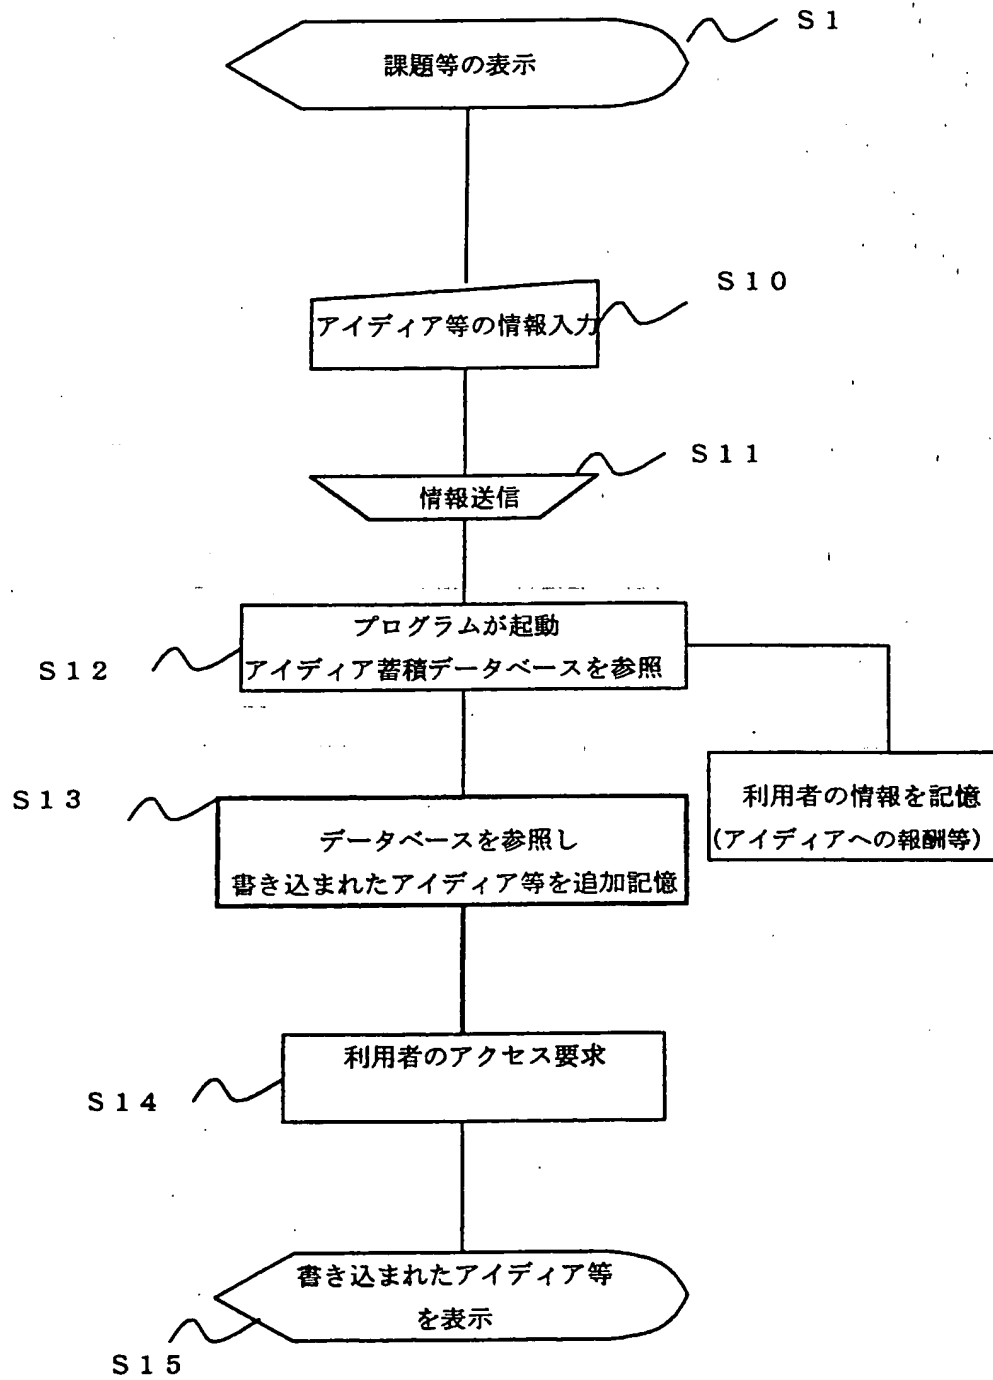 S1
課題等の表示
S10
アイディア等の情報入力
S11
情報送信
プログラムが起動
S12
アイディア蓄積データベースを参照
S13
利用者の情報を記憶
(アイディアへの報酬等)
データベースを参照し
書き込まれたアイディア等を追加記憶
利用者のアクセス要求
S14
書き込まれたアイディア等
を表示
S15